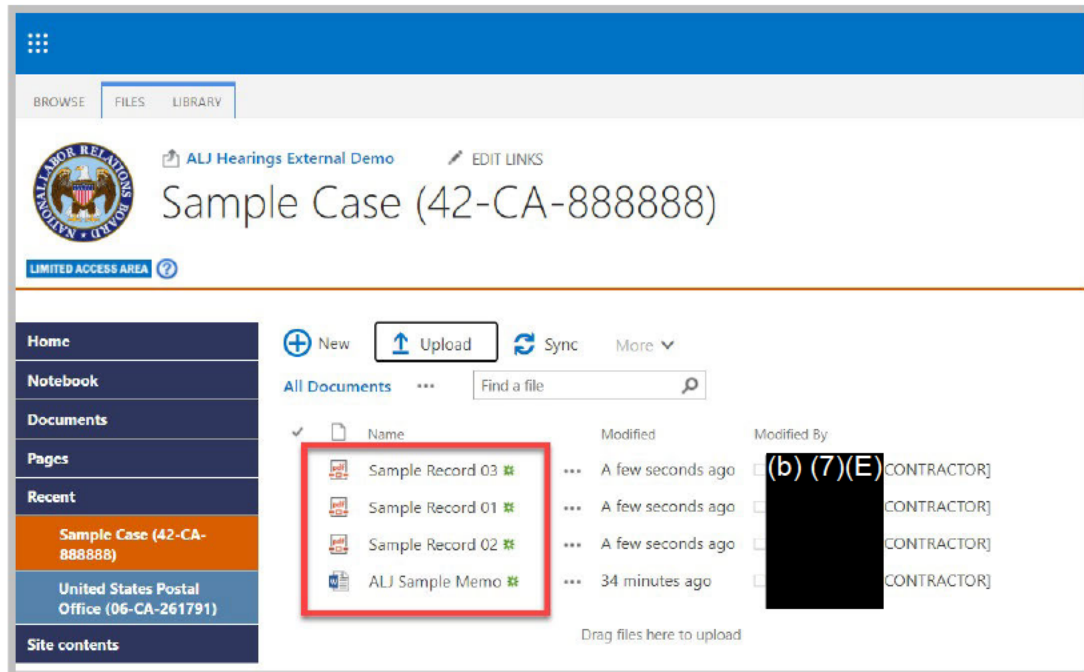 BROWSE FILES LIBRARY
NATIONAL LABOR RELATIONS BOARD
ALJ Hearings External Demo EDIT LINKS
Sample Case (42-CA-888888)
LIMITED ACCESS AREA ?
Home
Notebook
Documents
Pages
Recent
Sample Case (42-CA-
888888)
United States Postal
Office (06-CA-261791)
Site contents
New Upload Sync More
All Documents ... Find a file
Name Modified Modified By
Sample Record 03 ... A few seconds ago (b) (7)(E) CONTRACTOR]
Sample Record 01 ... A few seconds ago CONTRACTOR]
Sample Record 02 ... A few seconds ago CONTRACTOR]
ALJ Sample Memo ... 34 minutes ago CONTRACTOR]
Drag files here to upload